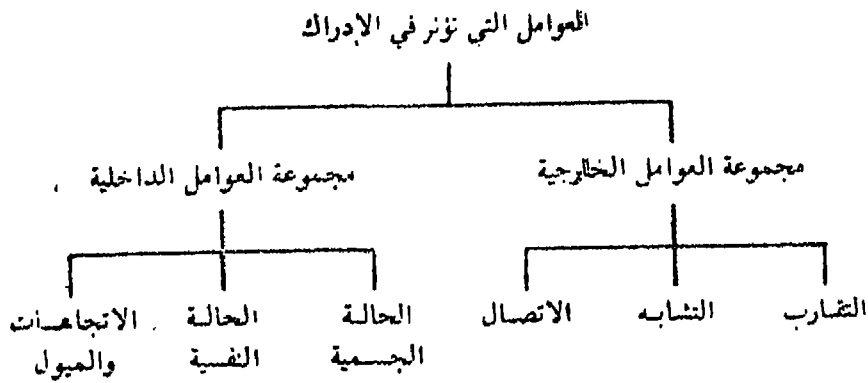 العوامل التي تؤثر في الإدراك
مجموعة العوامل الخارجية
مجموعة العوامل الداخلية
التقارب
التشابه
الاتصال
الحالة
الجسمية
الحالة
النفسية
الاتجاهات
والميول